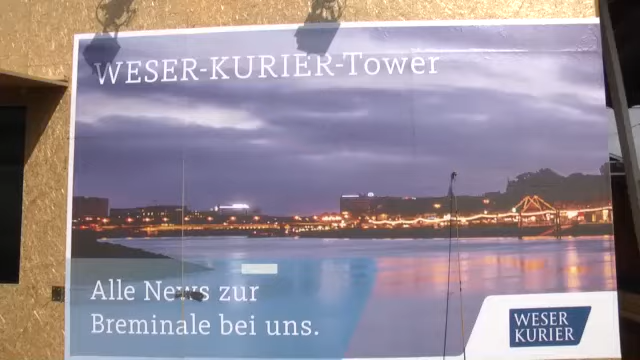 WESER-KURIER-Tower
Alle News zur
Breminale bei uns.
WESER
KURIER